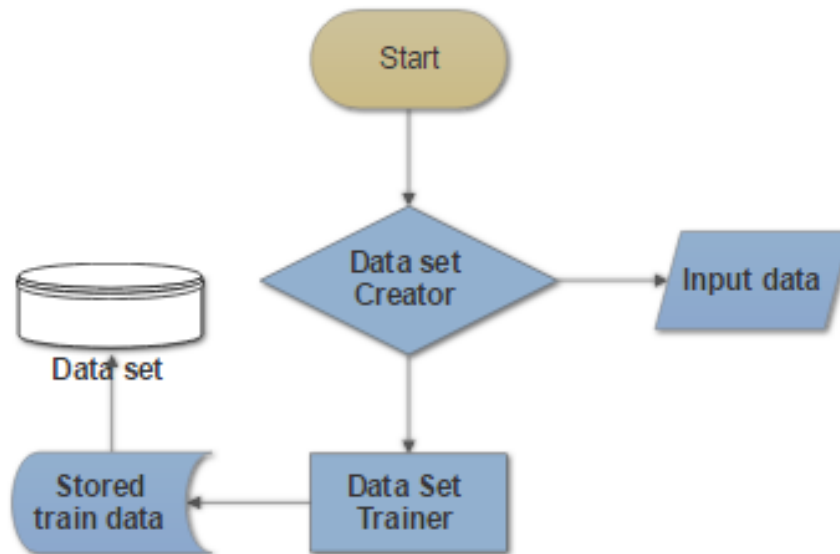 Start
Data set
Creator
Input data
Data set
Stored
train data
Data Set
Trainer